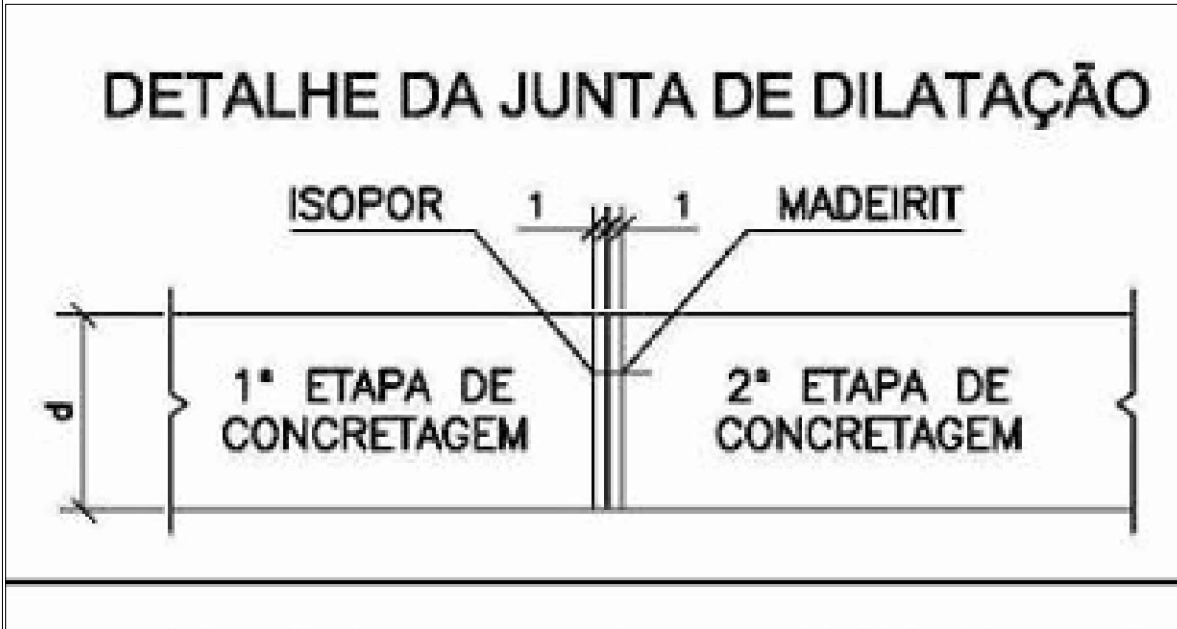 DETALHE DA JUNTA DE DILATAÇÃO
ISOPOR 1 1 MADEIRIT
1ª ETAPA DE
CONCRETAGEM
2ª ETAPA DE
CONCRETAGEM
d